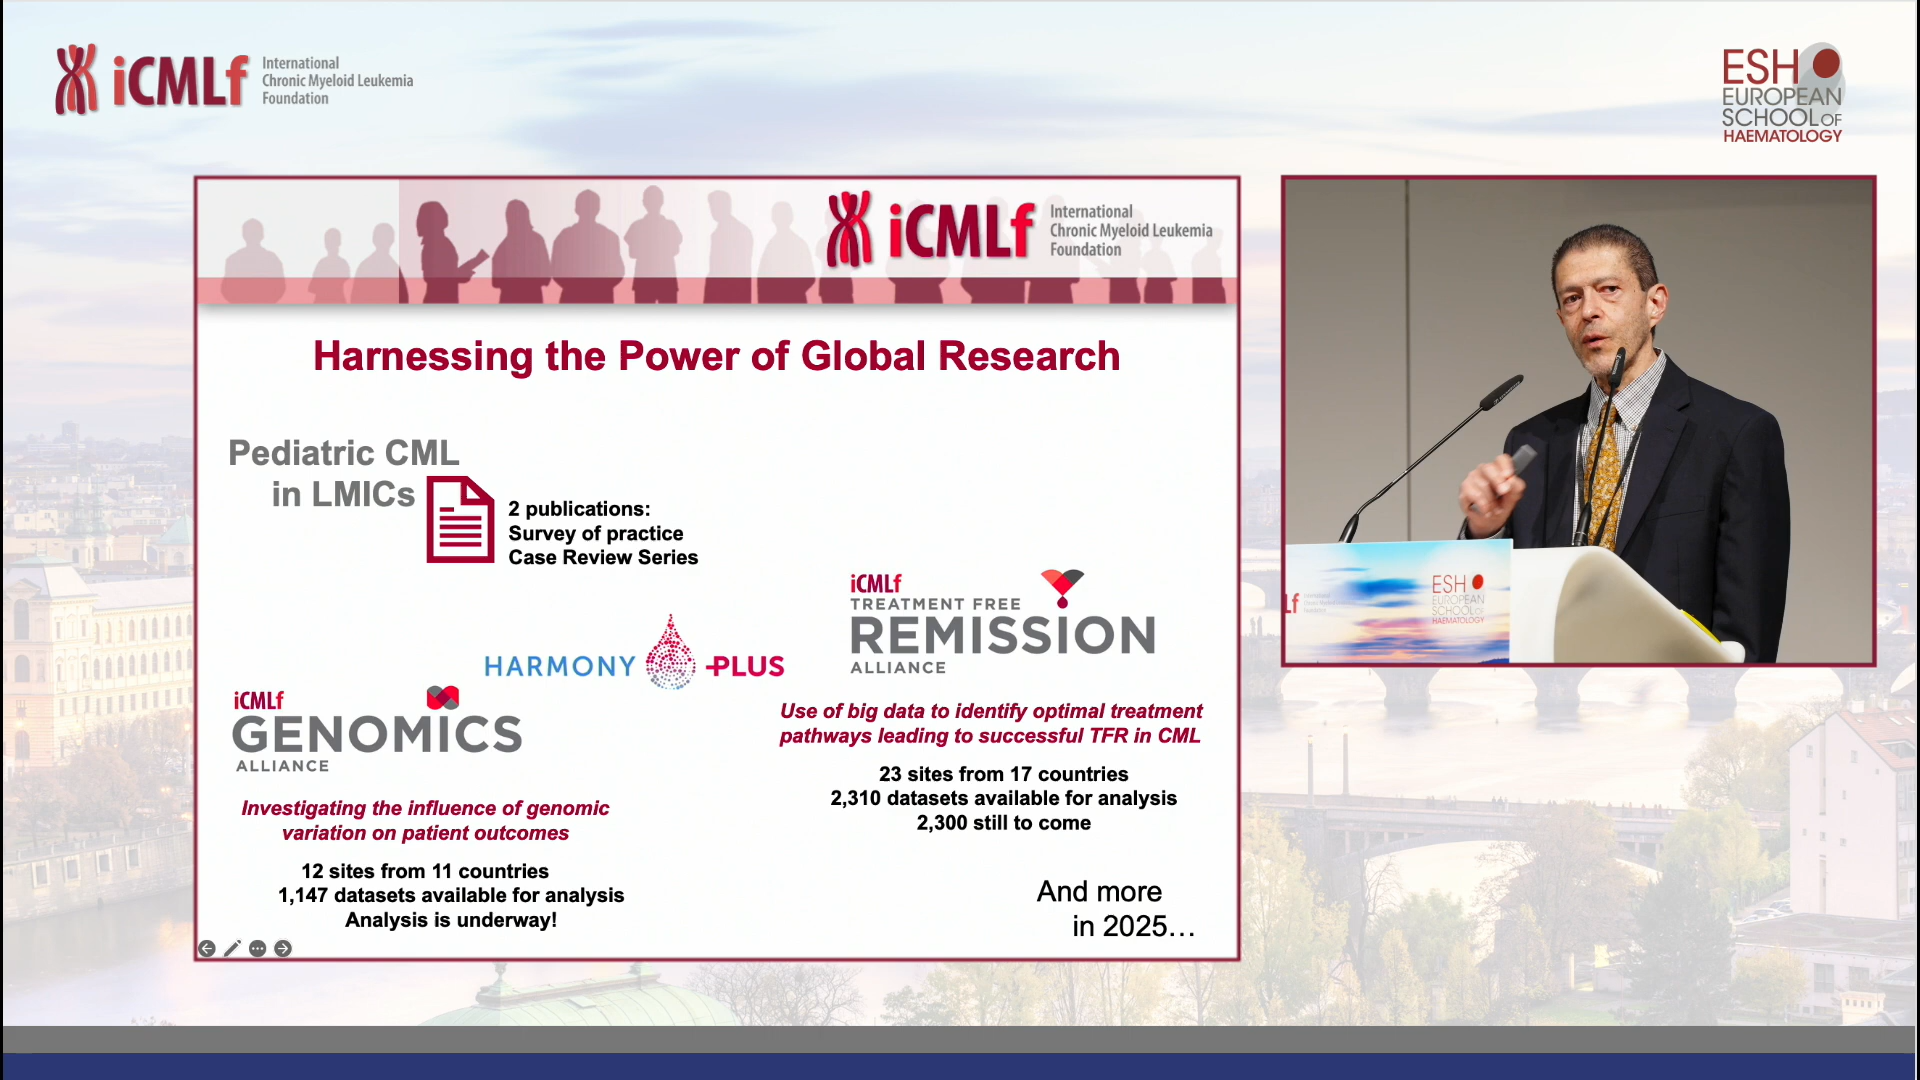 iCMLf
International
Chronic Myeloid Leukemia
Foundation
ESH
EUROPEAN
SCHOOL OF
HAEMATOLOGY
iCMLf
International
Chronic Myeloid Leukemia
Foundation
Harnessing the Power of Global Research
Pediatric CML
in LMICs
2 publications:
Survey of practice
Case Review Series
HARMONY PLUS
iCMLf
TREATMENT FREE
REMISSION
ALLIANCE
Use of big data to identify optimal treatment
pathways leading to successful TFR in CML
23 sites from 17 countries
2,310 datasets available for analysis
2,300 still to come
iCMLf
GENOMICS
ALLIANCE
Investigating the influence of genomic
variation on patient outcomes
12 sites from 11 countries
1,147 datasets available for analysis
Analysis is underway!
And more
in 2025...
Lf
ESH
EUROPEAN
SCHOOL OF
HAEMATOLOGY